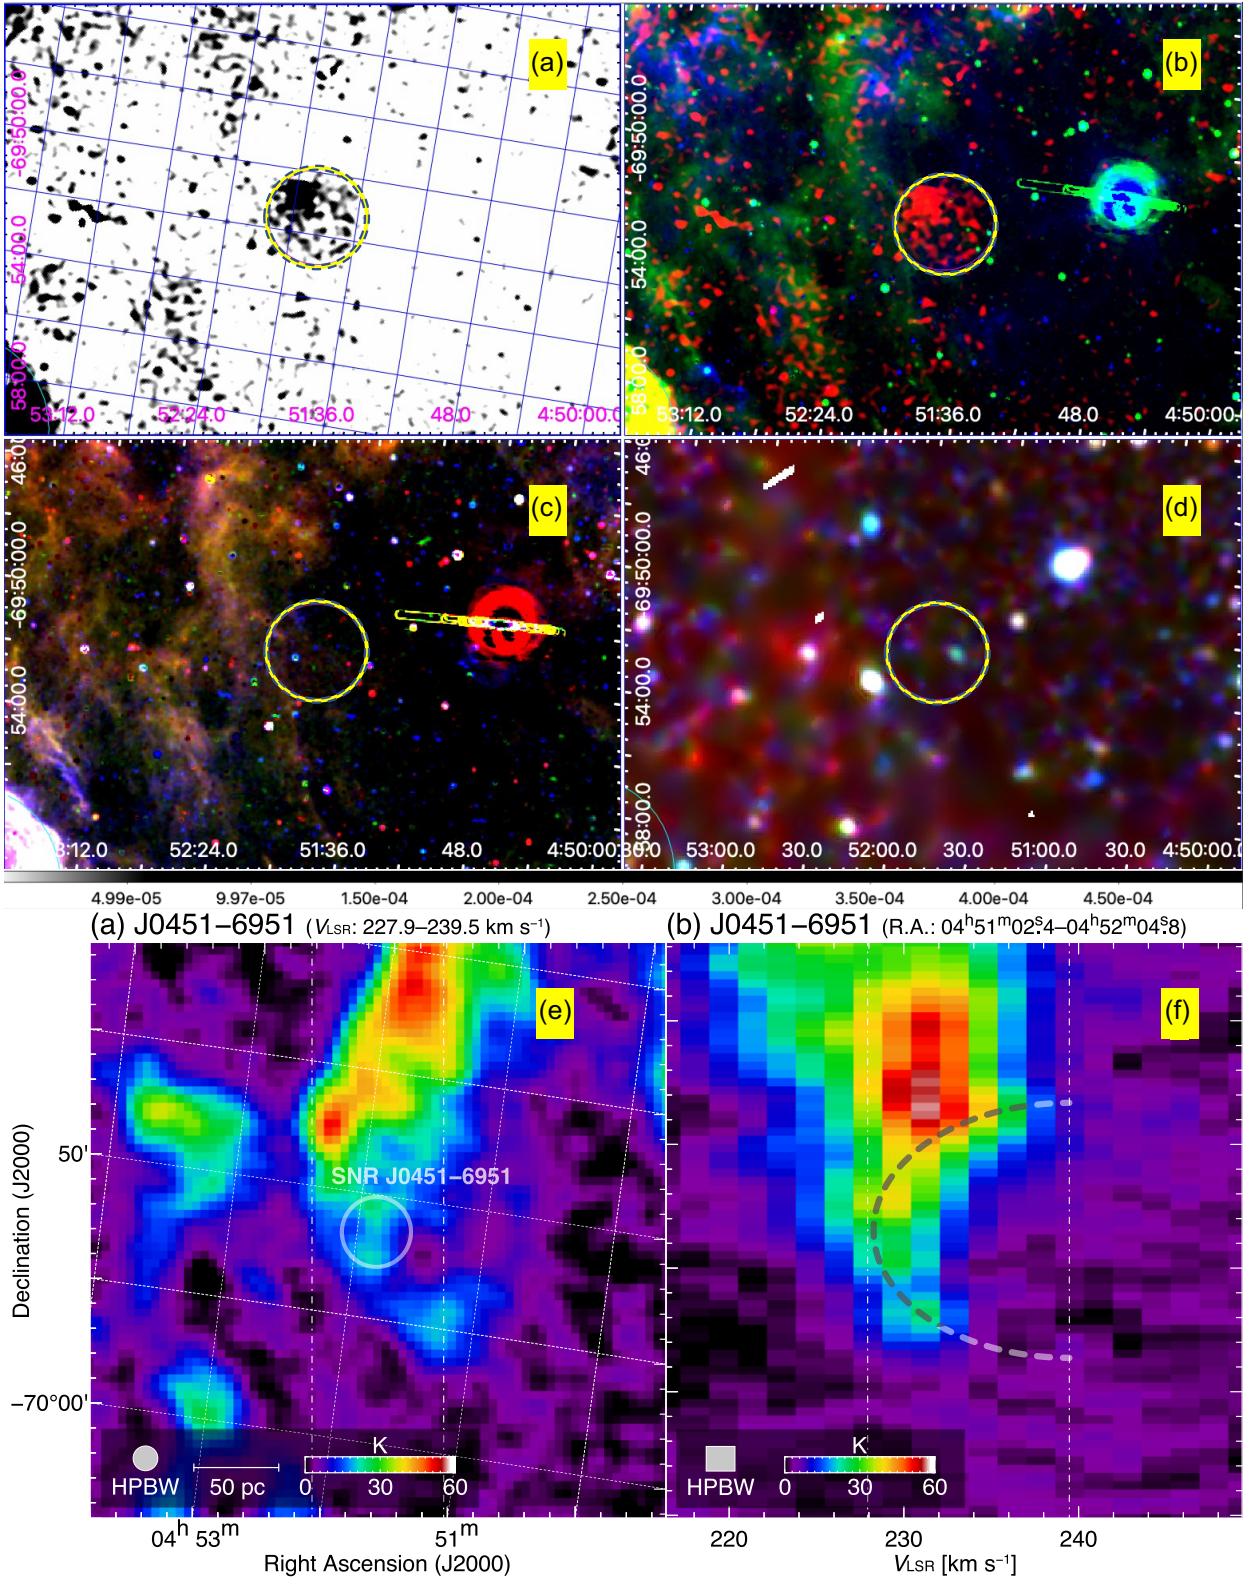 (a)
-69:50:00.0
54:00.0
58:00.0
53:12.0 52:24.0 51:36.0 48.0 4:50:00.0
(b)
-69:50:00.0
54:00.0
58:00.0
53:12.0 52:24.0 51:36.0 48.0 4:50:00.
(c)
46:0
-69:50:00.0
54:00.0
3:12.0 52:24.0 51:36.0 48.0 4:50:00.
(d)
46:0
-69:50:00.0
54:00.0
58:00.0
53:00.0 30. 52:00.0 30. 51:00.0 30. 4:50:00.
4.99e-05 9.97e-05 1.50e-04 2.00e-04 2.50e-04 3.00e-04 3.50e-04 4.00e-04 4.50e-04
(a) J0451−6951 (VLSR: 227.9–239.5 km s−1)
(e)
SNR J0451−6951
Declination (J2000)
50'
−70°00'
HPBW
50 pc
K
0 30 60
04h 53m 51m
Right Ascension (J2000)
(b) J0451−6951 (R.A.: 04h51m02s.4–04h52m04s.8)
(f)
HPBW
K
0 30 60
220 230 240
VLSR [km s−1]